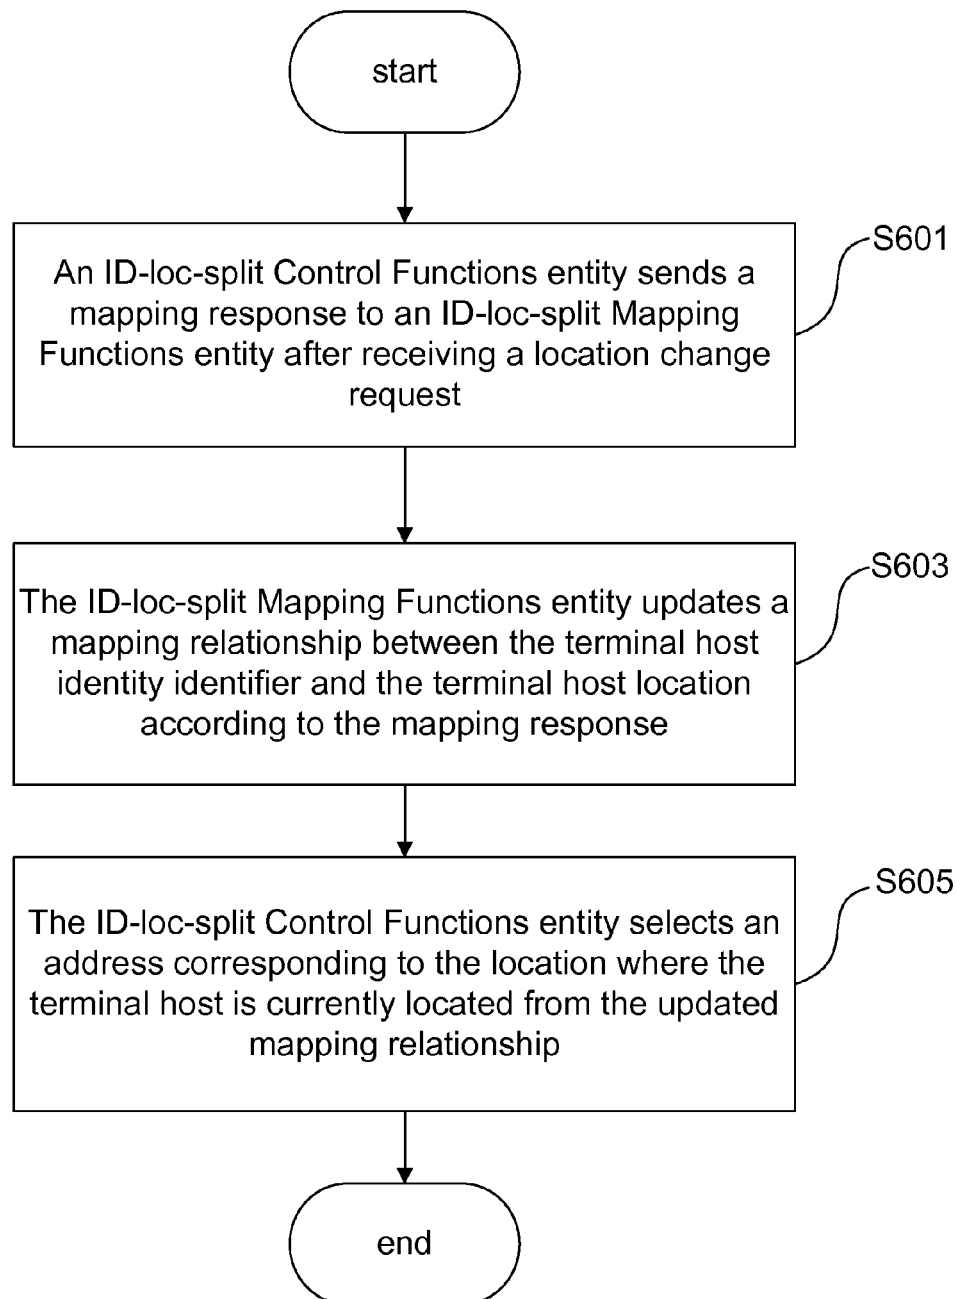 start
S601
An ID-loc-split Control Functions entity sends a
mapping response to an ID-loc-split Mapping
Functions entity after receiving a location change
request
S603
The ID-loc-split Mapping Functions entity updates a
mapping relationship between the terminal host
identity identifier and the terminal host location
according to the mapping response
S605
The ID-loc-split Control Functions entity selects an
address corresponding to the location where the
terminal host is currently located from the updated
mapping relationship
end